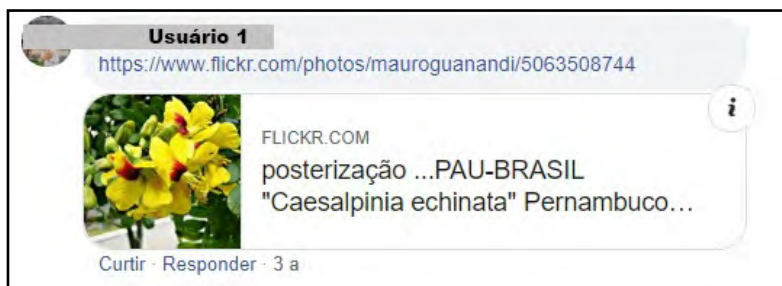 Usuário 1
https://www.flickr.com/photos/mauroguanandi/5063508744
i
FLICKR.COM
posterização ...PAU-BRASIL
"Caesalpinia echinata" Pernambuco...
Curtir · Responder · 3 a